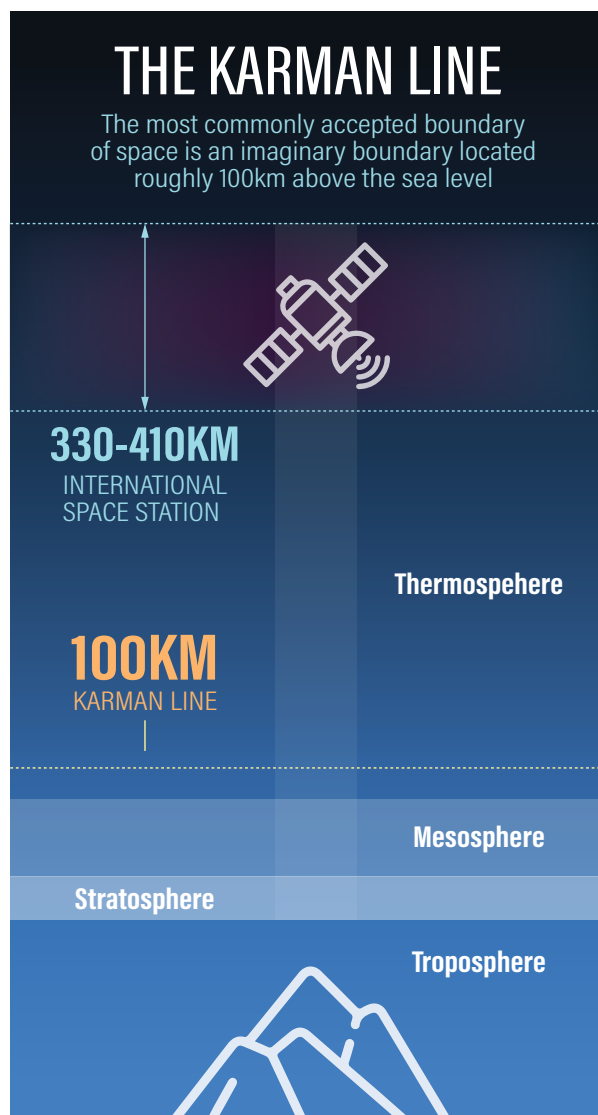 THE KARMAN LINE
The most commonly accepted boundary
of space is an imaginary boundary located
roughly 100km above the sea level
330-410KM
INTERNATIONAL
SPACE STATION
Thermospehere
100KM
KARMAN LINE
Mesosphere
Stratosphere
Troposphere